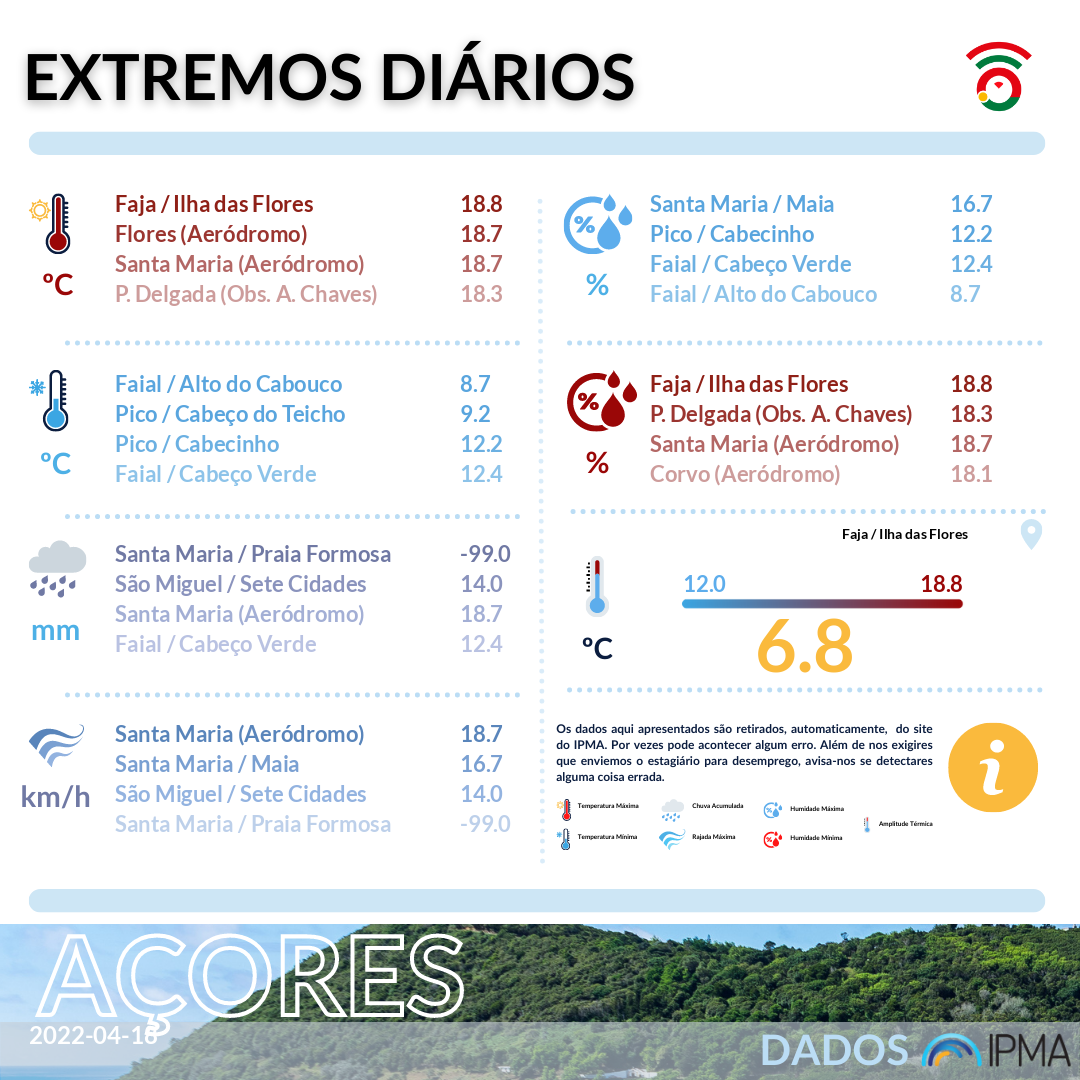 EXTREMOS DIÁRIOS
Faja / Ilha das Flores 18.8
Flores (Aeródromo) 18.7
Santa Maria (Aeródromo) 18.7
P. Delgada (Obs. A. Chaves) 18.3
ºC
Faial / Alto do Cabouco 8.7
Pico / Cabeço do Teicho 9.2
Pico / Cabecinho 12.2
Faial / Cabeço Verde 12.4
ºC
Santa Maria / Praia Formosa -99.0
São Miguel / Sete Cidades 14.0
Santa Maria (Aeródromo) 18.7
Faial / Cabeço Verde 12.4
mm
Santa Maria (Aeródromo) 18.7
Santa Maria / Maia 16.7
São Miguel / Sete Cidades 14.0
Santa Maria / Praia Formosa -99.0
km/h
%
Santa Maria / Maia 16.7
Pico / Cabecinho 12.2
Faial / Cabeço Verde 12.4
Faial / Alto do Cabouco 8.7
%
%
Faja / Ilha das Flores 18.8
P. Delgada (Obs. A. Chaves) 18.3
Santa Maria (Aeródromo) 18.7
Corvo (Aeródromo) 18.1
%
Faja / Ilha das Flores
12.0 18.8
6.8
ºC
Os dados aqui apresentados são retirados, automaticamente, do site
do IPMA. Por vezes pode acontecer algum erro. Além de nos exigires
que enviemos o estagiário para desemprego, avisa-nos se detectares
alguma coisa errada.
i
Temperatura Máxima
Chuva Acumulada
Humidade Máxima
Amplitude Térmica
Temperatura Mínima
Rajada Máxima
Humidade Mínima
AÇORES
2022-04-18
DADOS IPMA